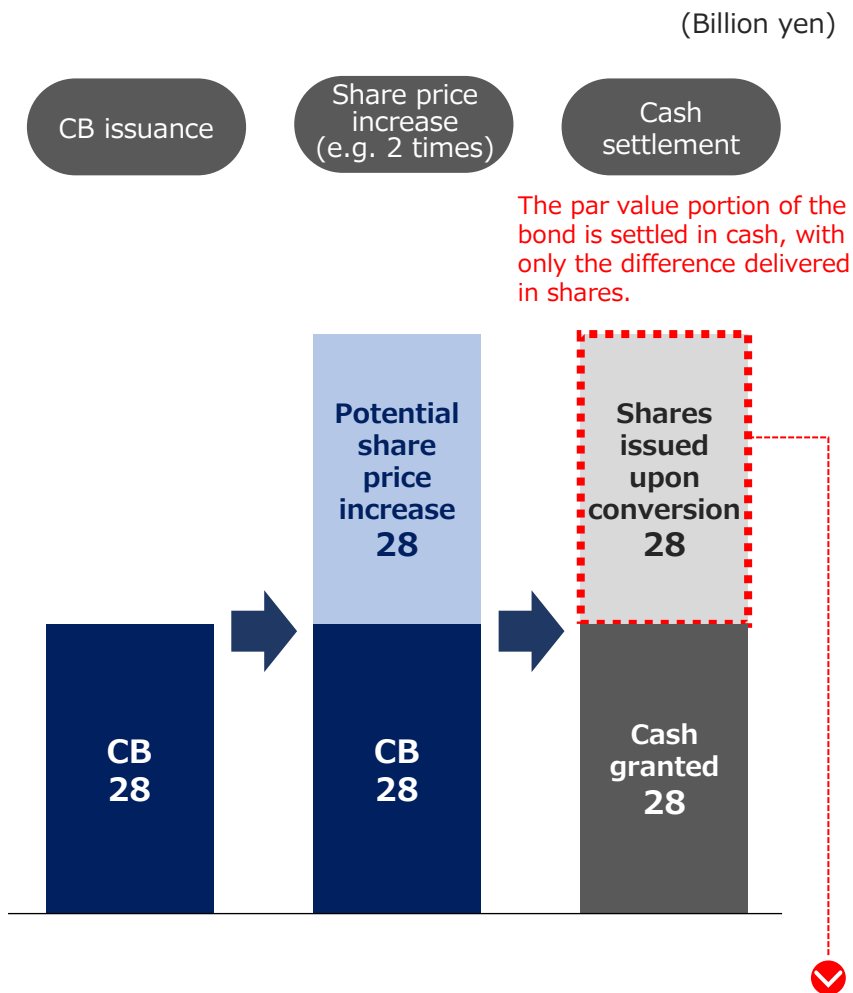 (Billion yen)
CB issuance
Share price
increase
(e.g. 2 times)
Cash
settlement
The par value portion of the
bond is settled in cash, with
only the difference delivered
in shares.
CB
28
Potential
share
price
increase
28
CB
28
Shares
issued
upon
conversion
28
Cash
granted
28